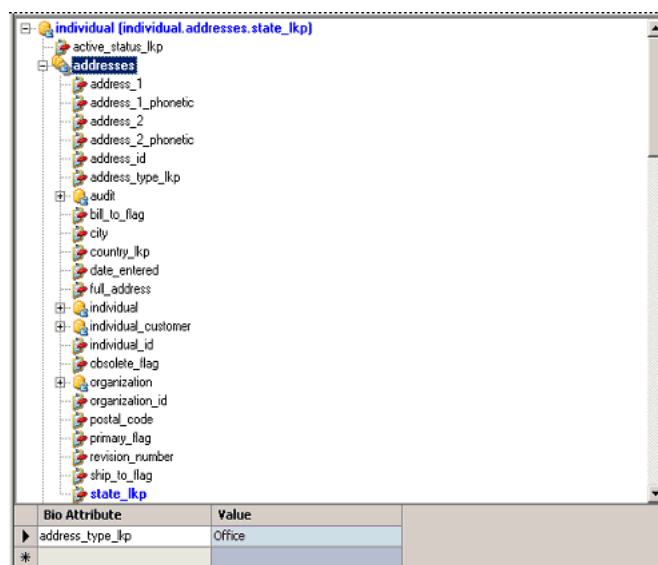 individual (individual.addresses.state_lkp)
active_status_lkp
addresses
address_1
address_1_phonetic
address_2
address_2_phonetic
address_id
address_type_lkp
audit
bill_to_flag
city
country_lkp
date_entered
full_address
individual
individual_customer
individual_id
obsolete_flag
organization
organization_id
postal_code
primary_flag
revision_number
ship_to_flag
state_lkp
Bio Attribute Value
address_type_lkp Office